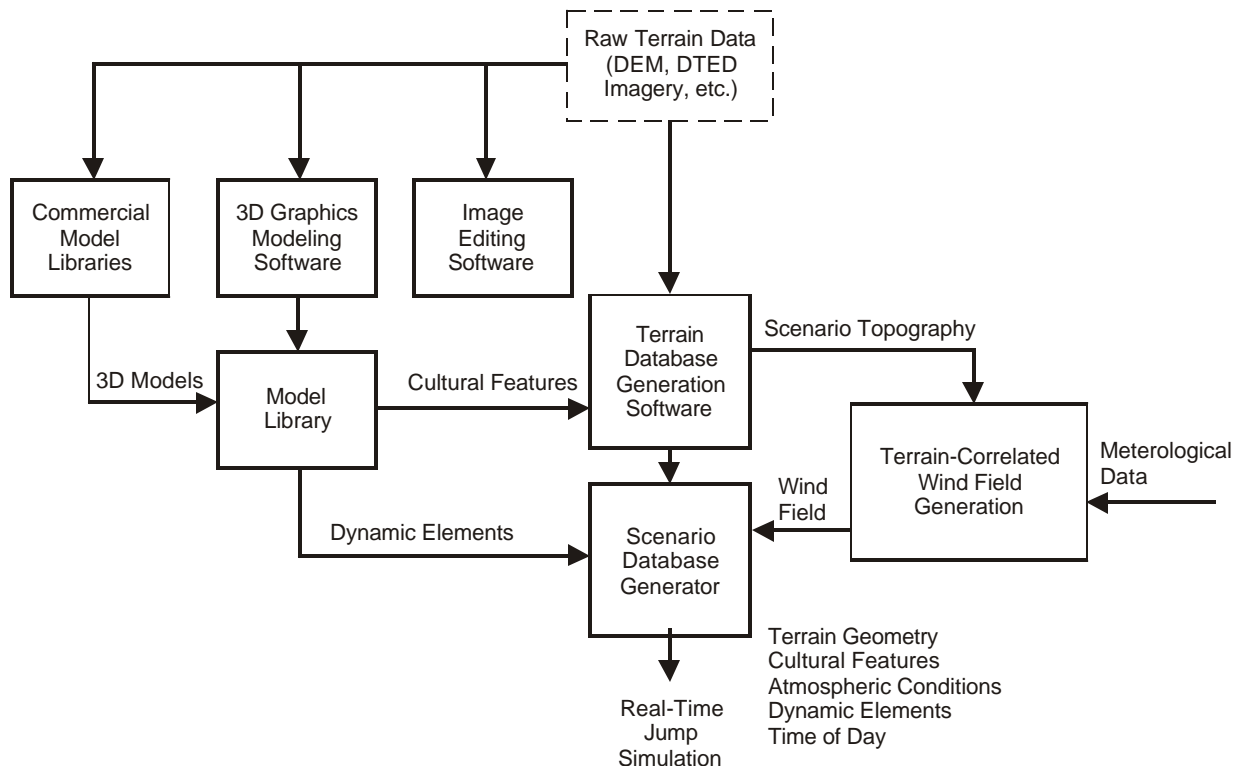 Raw Terrain Data
(DEM, DTED
Imagery, etc.)
Commercial
Model
Libraries
3D Graphics
Modeling
Software
Image
Editing
Software
Terrain
Database
Generation
Software
Scenario Topography
3D Models
Model
Library
Cultural Features
Terrain-Correlated
Wind Field
Generation
Meterological
Data
Wind
Field
Dynamic Elements
Scenario
Database
Generator
Terrain Geometry
Cultural Features
Atmospheric Conditions
Dynamic Elements
Time of Day
Real-Time
Jump
Simulation